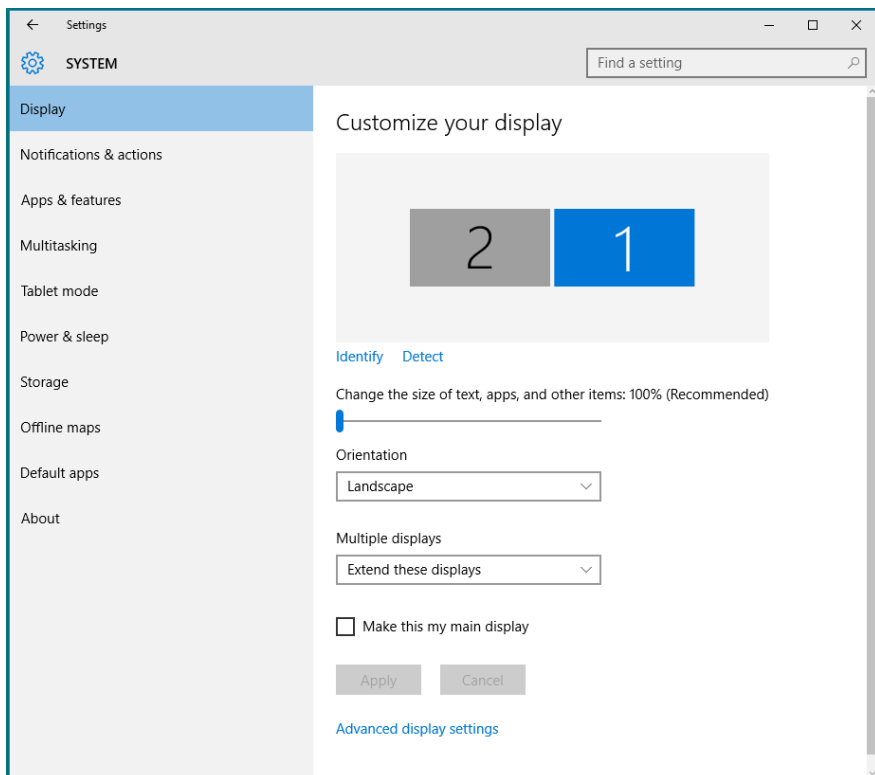 Settings
SYSTEM
Find a setting
Display
Notifications & actions
Apps & features
Multitasking
Tablet mode
Power & sleep
Storage
Offline maps
Default apps
About
Customize your display
2 1
Identify Detect
Change the size of text, apps, and other items: 100% (Recommended)
Orientation
Landscape
Multiple displays
Extend these displays
Make this my main display
Apply Cancel
Advanced display settings